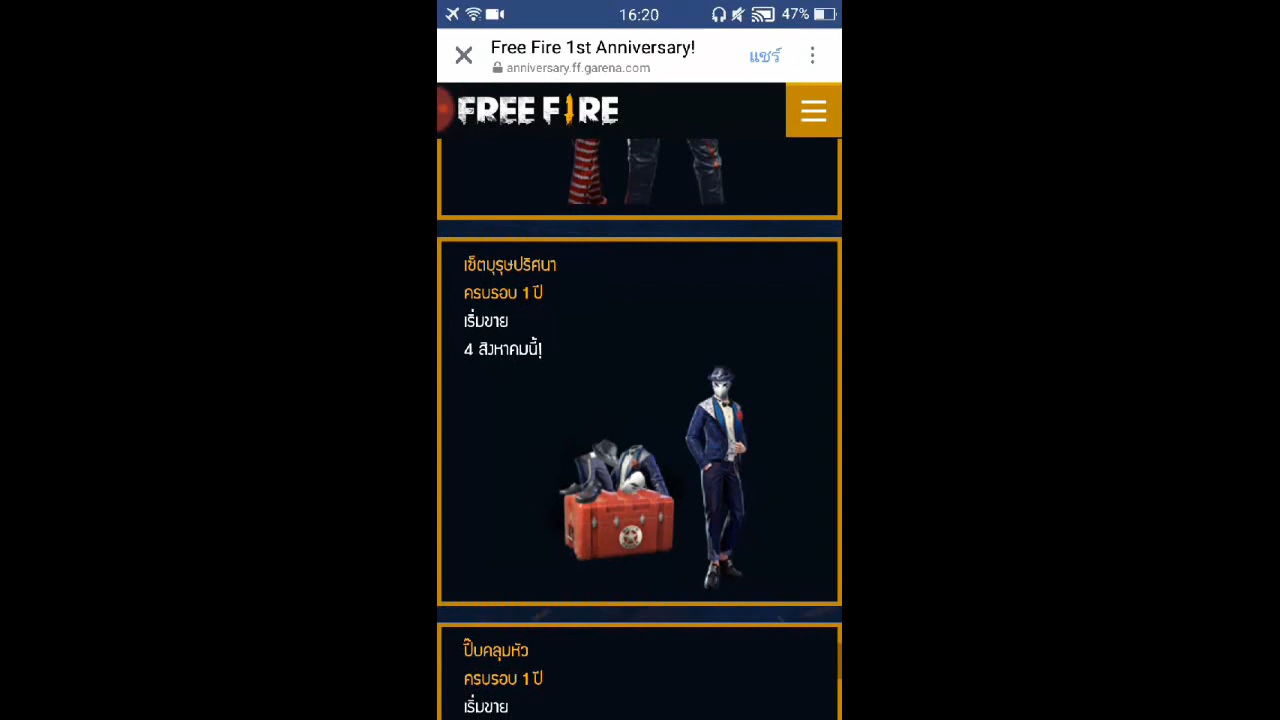 16:20
47%
Free Fire 1st Anniversary!
anniversary.ff.garena.com
แชร์
FREE FIRE
เซ็ตบุรุษปริศนา
ครบรอบ 1 ปี
เริ่มขาย
4 สิงหาคมนี้!
ปี๊บคลุมหัว
ครบรอบ 1 ปี
เริ่มขาย